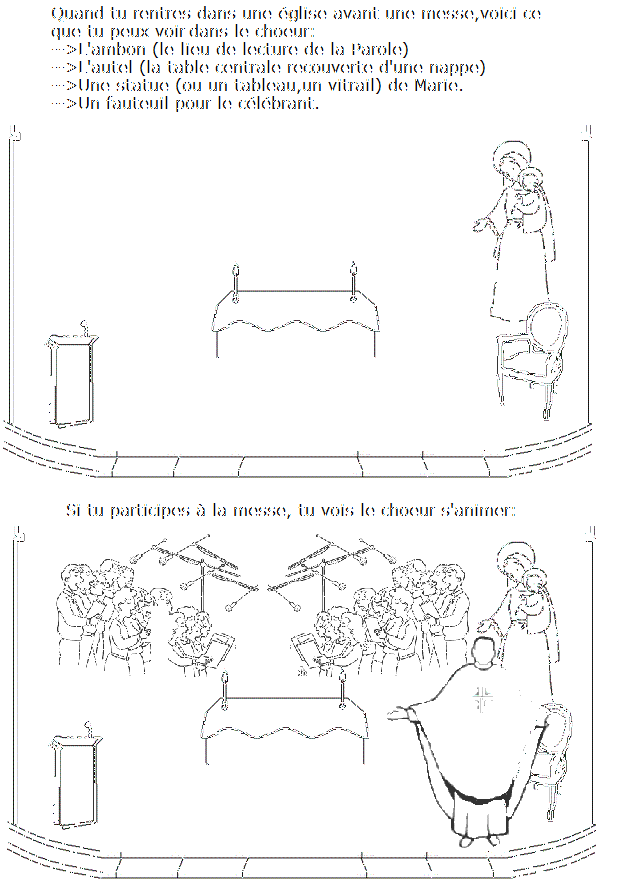 Quand tu rentres dans une église avant une messe,voici ce
que tu peux voir dans le choeur:
--->L'ambon (le lieu de lecture de la Parole)
--->L'autel (la table centrale recouverte d'une nappe)
--->Une statue (ou un tableau,un vitrail) de Marie.
--->Un fauteuil pour le célébrant.
Si tu participes à la messe, tu vois le choeur s'animer: